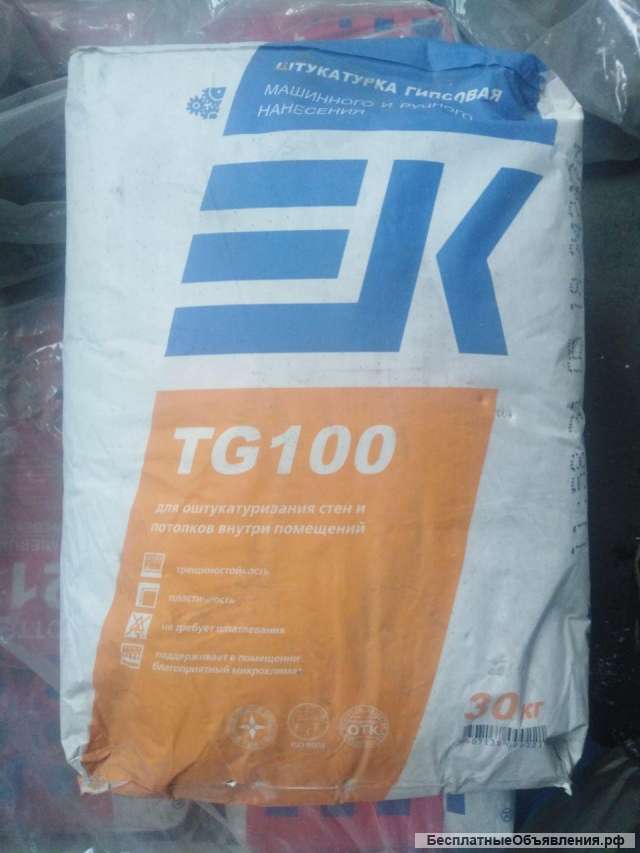 ШТУКАТУРКА ГИПСОВАЯ
МАШИННОГО И РУЧНОГО
НАНЕСЕНИЯ
ЕК
TG100
для оштукатуривания стен и
потолков внутри помещений
трещиностойкость
пластичность
не требует шпатлевания
поддерживает в помещении
благоприятный микроклимат
ISO 9001
ОТК
30 кг
БесплатныеОбъявления.рф